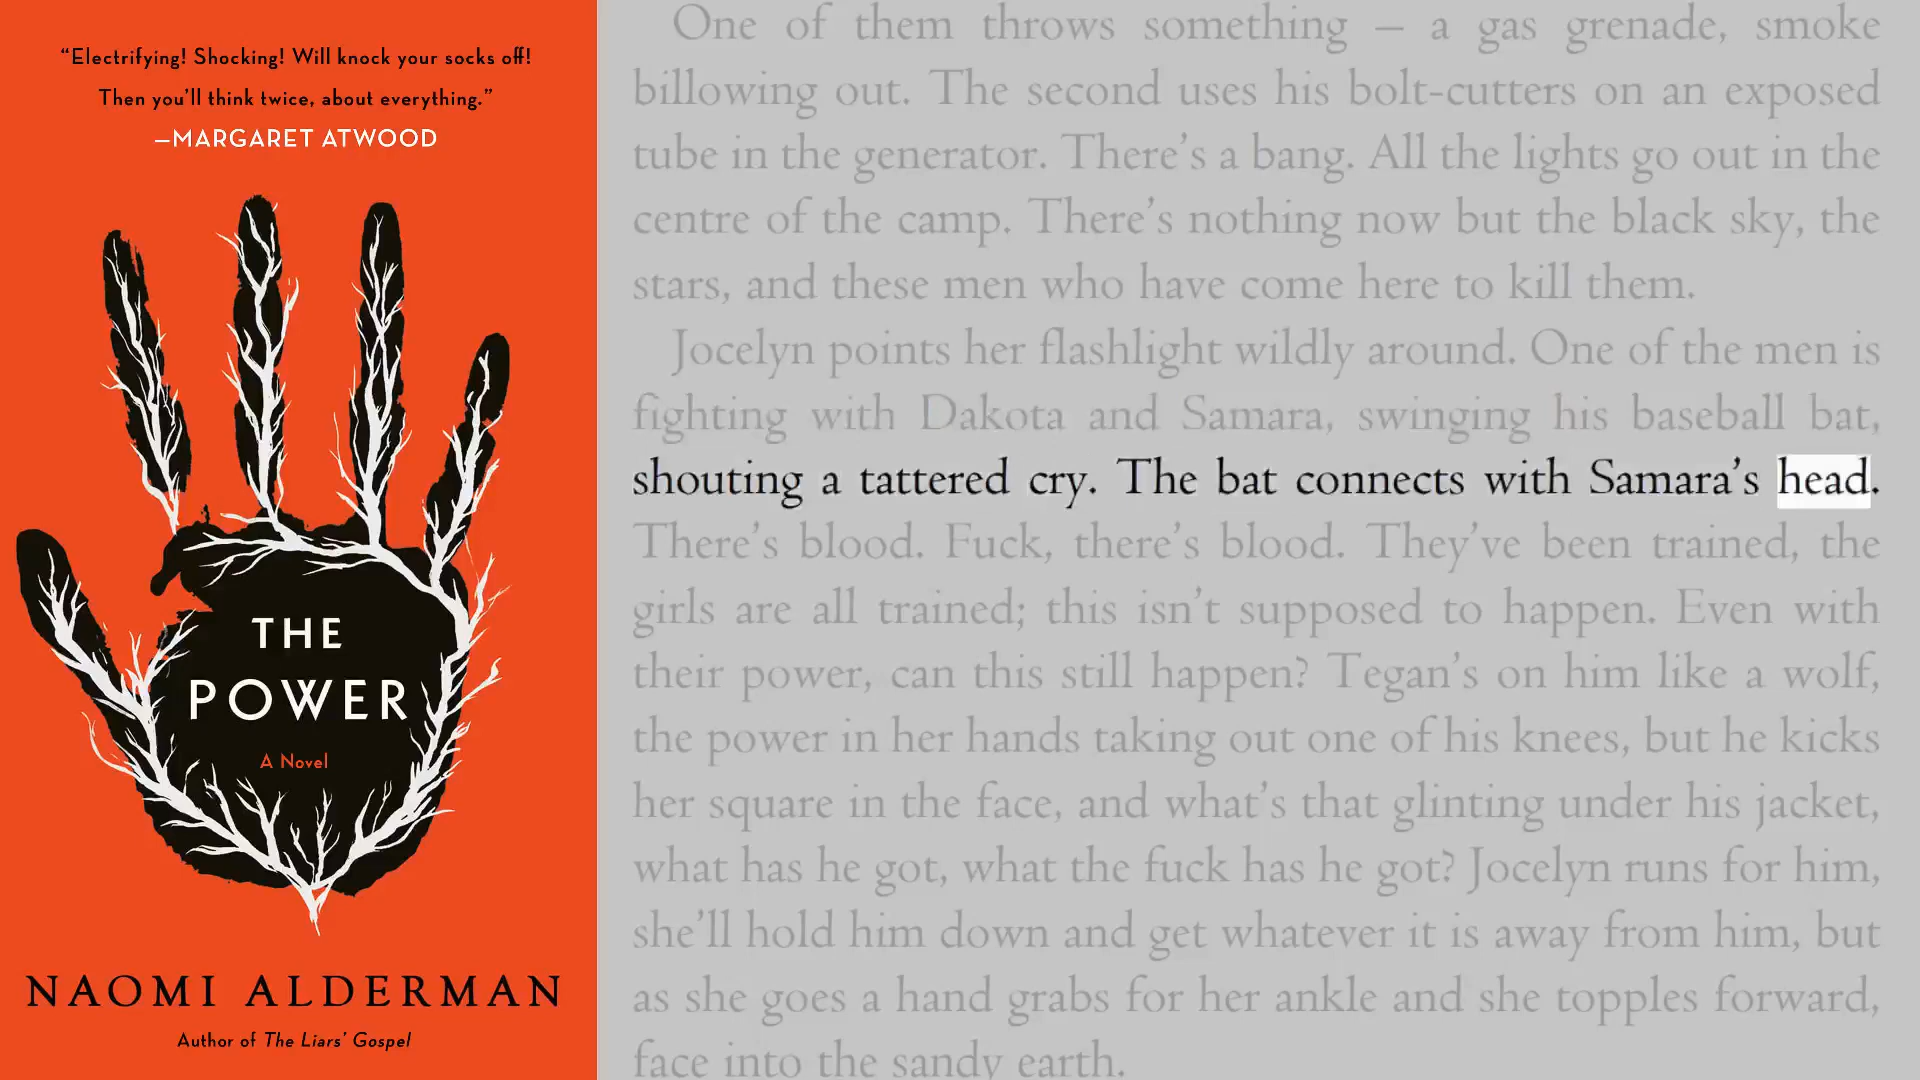 “Electrifying! Shocking! Will knock your socks off!
Then you’ll think twice, about everything.”
—MARGARET ATWOOD
THE
POWER
A Novel
NAOMI ALDERMAN
Author of The Liars’ Gospel
One of them throws something – a gas grenade, smoke
billowing out. The second uses his bolt-cutters on an exposed
tube in the generator. There’s a bang. All the lights go out in the
centre of the camp. There’s nothing now but the black sky, the
stars, and these men who have come here to kill them.
Jocelyn points her flashlight wildly around. One of the men is
fighting with Dakota and Samara, swinging his baseball bat,
shouting a tattered cry. The bat connects with Samara’s head.
There’s blood. Fuck, there’s blood. They’ve been trained, the
girls are all trained; this isn’t supposed to happen. Even with
their power, can this still happen? Tegan’s on him like a wolf,
the power in her hands taking out one of his knees, but he kicks
her square in the face, and what’s that glinting under his jacket,
what has he got, what the fuck has he got? Jocelyn runs for him,
she’ll hold him down and get whatever it is away from him, but
as she goes a hand grabs for her ankle and she topples forward,
face into the sandy earth.